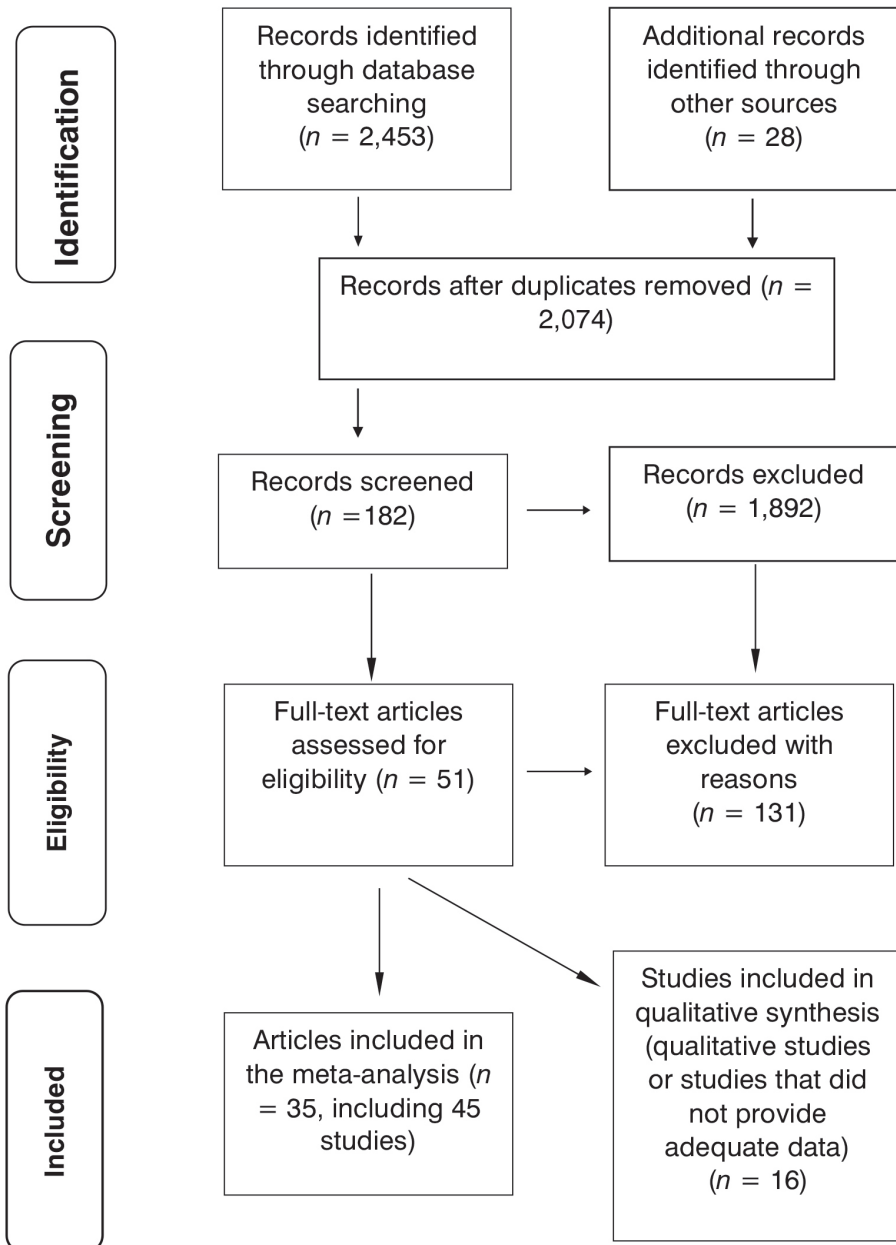 Identification
Records identified
through database
searching
(n = 2,453)
Additional records
identified through
other sources
(n = 28)
Records after duplicates removed (n =
2,074)
Screening
Records screened
(n =182)
Records excluded
(n = 1,892)
Eligibility
Full-text articles
assessed for
eligibility (n = 51)
Full-text articles
excluded with
reasons
(n = 131)
Included
Articles included in
the meta-analysis (n
= 35, including 45
studies)
Studies included in
qualitative synthesis
(qualitative studies
or studies that did
not provide
adequate data)
(n = 16)